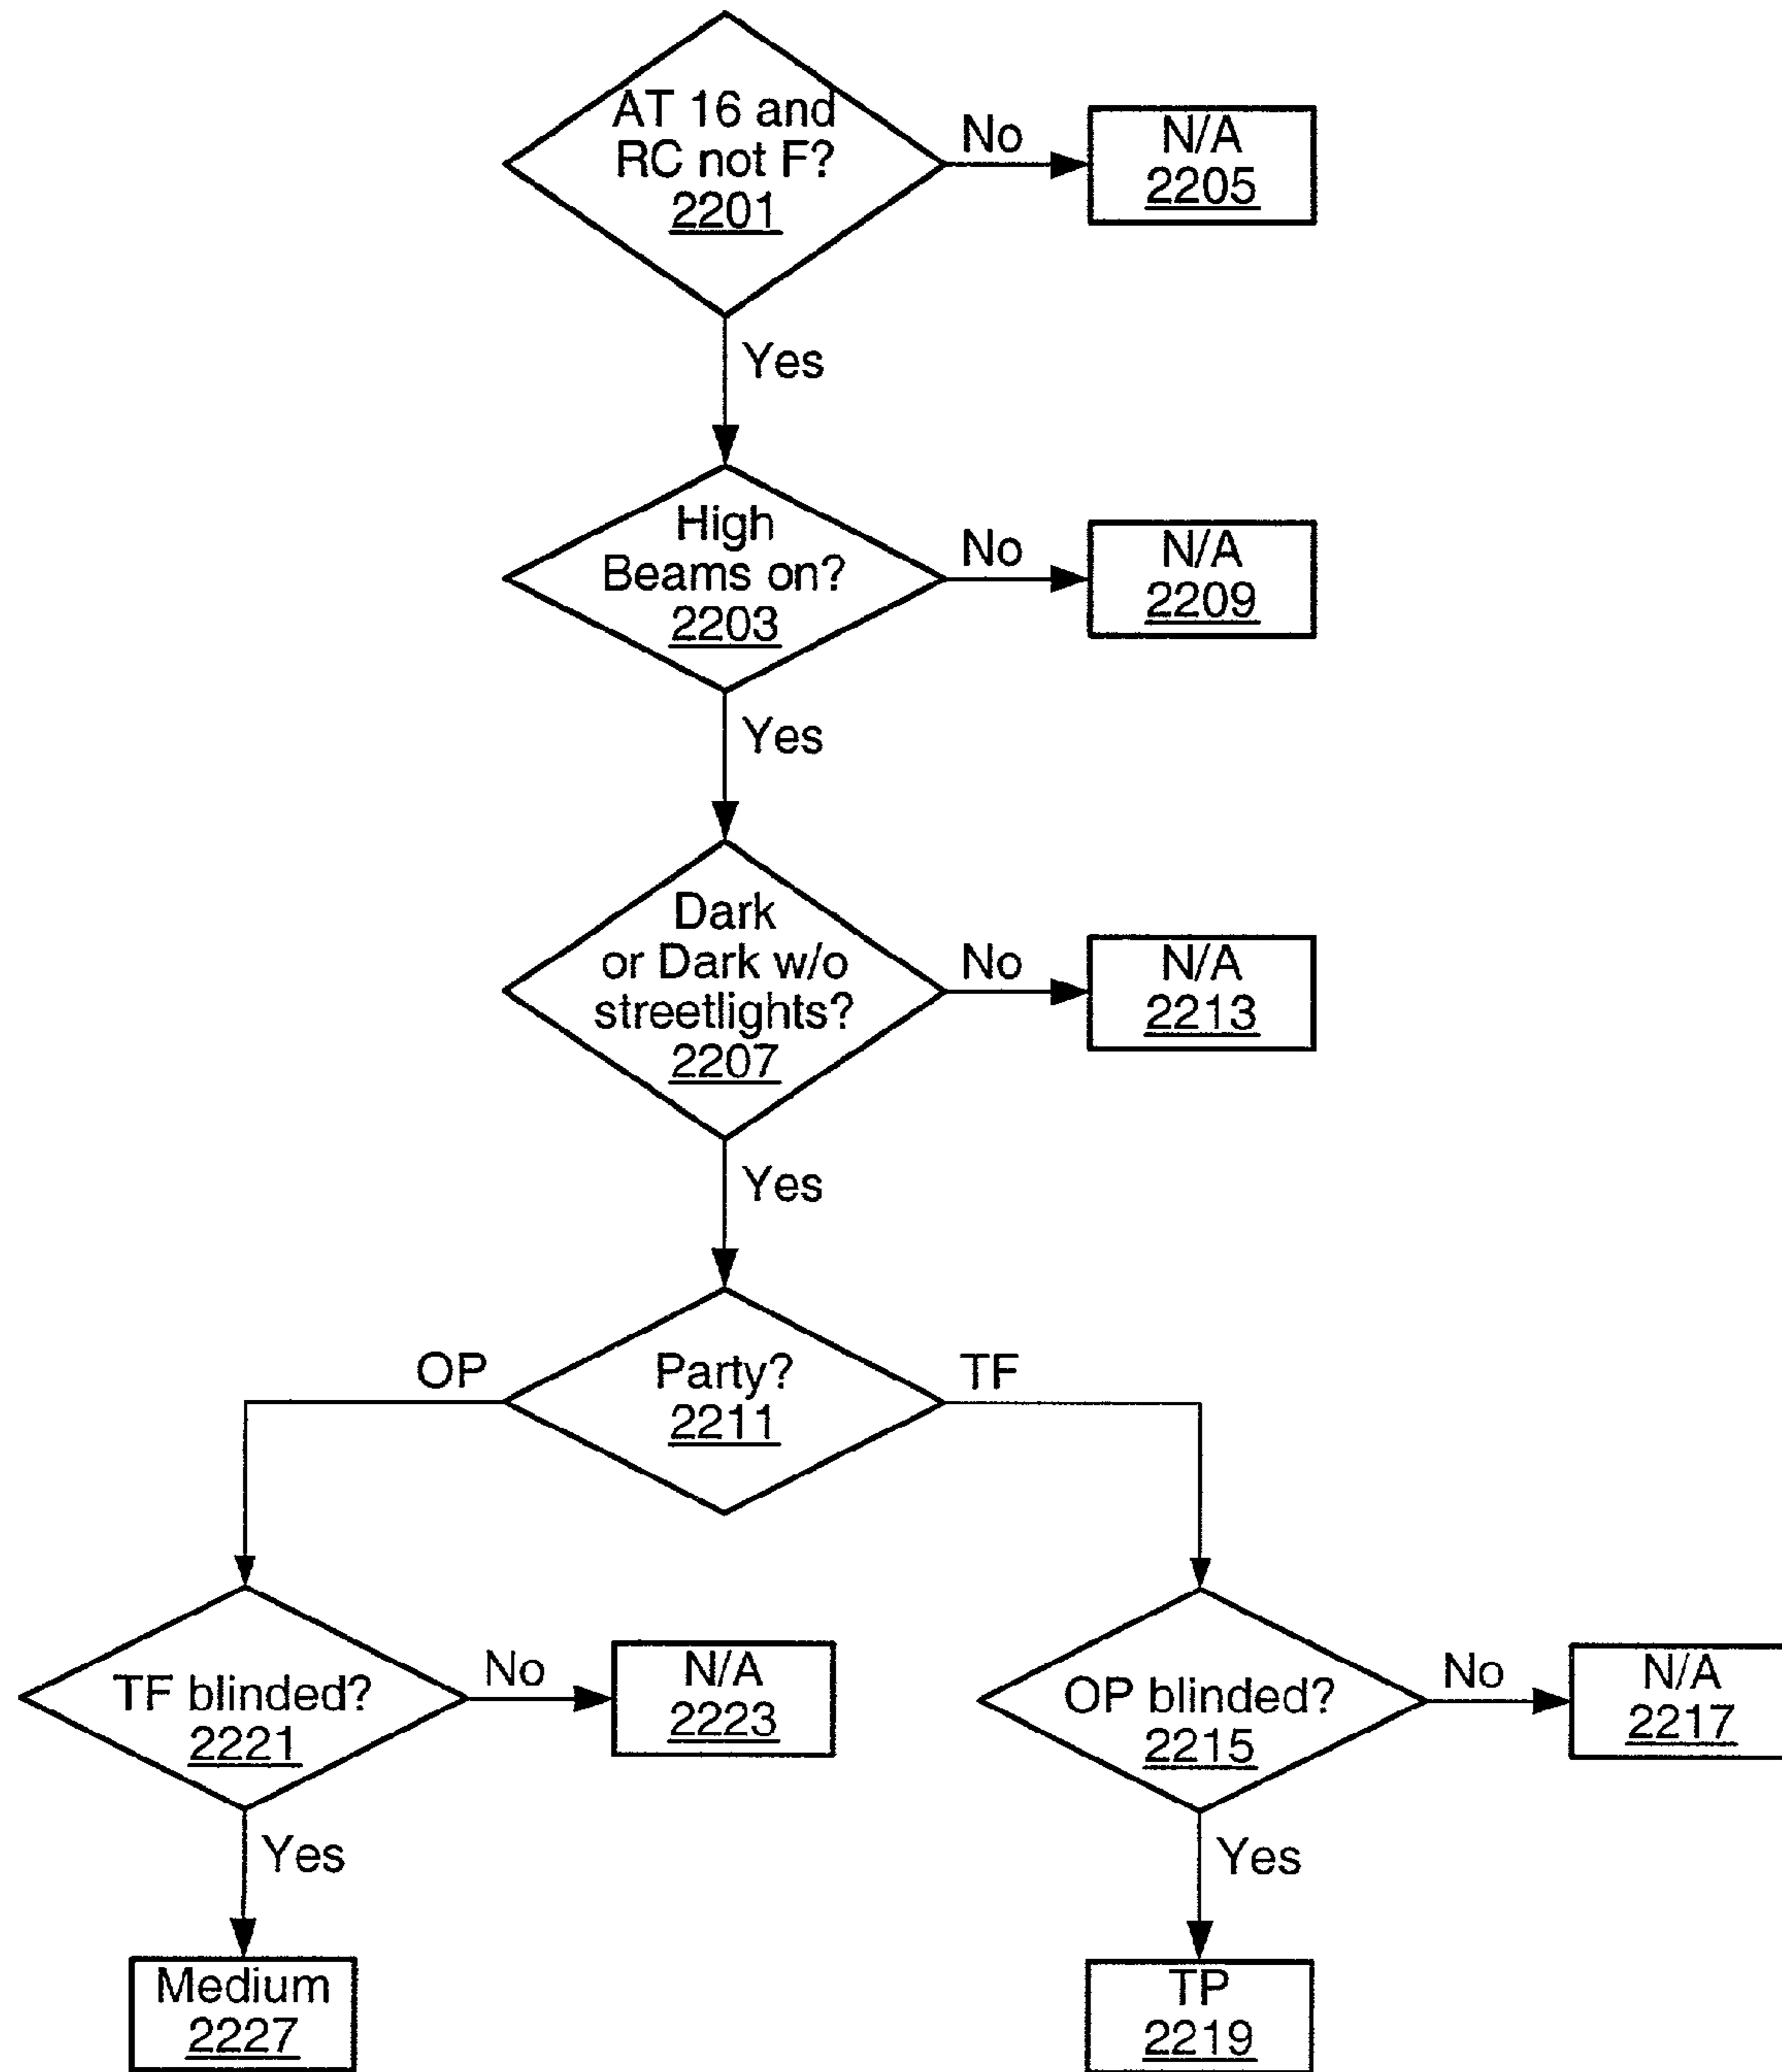 AT 16 and
RC not F?
2201
No
N/A
2205
Yes
High
Beams on?
2203
No
N/A
2209
Yes
Dark
or Dark w/o
streetlights?
2207
No
N/A
2213
Yes
OP
Party?
2211
TF
TF blinded?
2221
No
N/A
2223
OP blinded?
2215
No
N/A
2217
Yes
Yes
Medium
2227
TP
2219